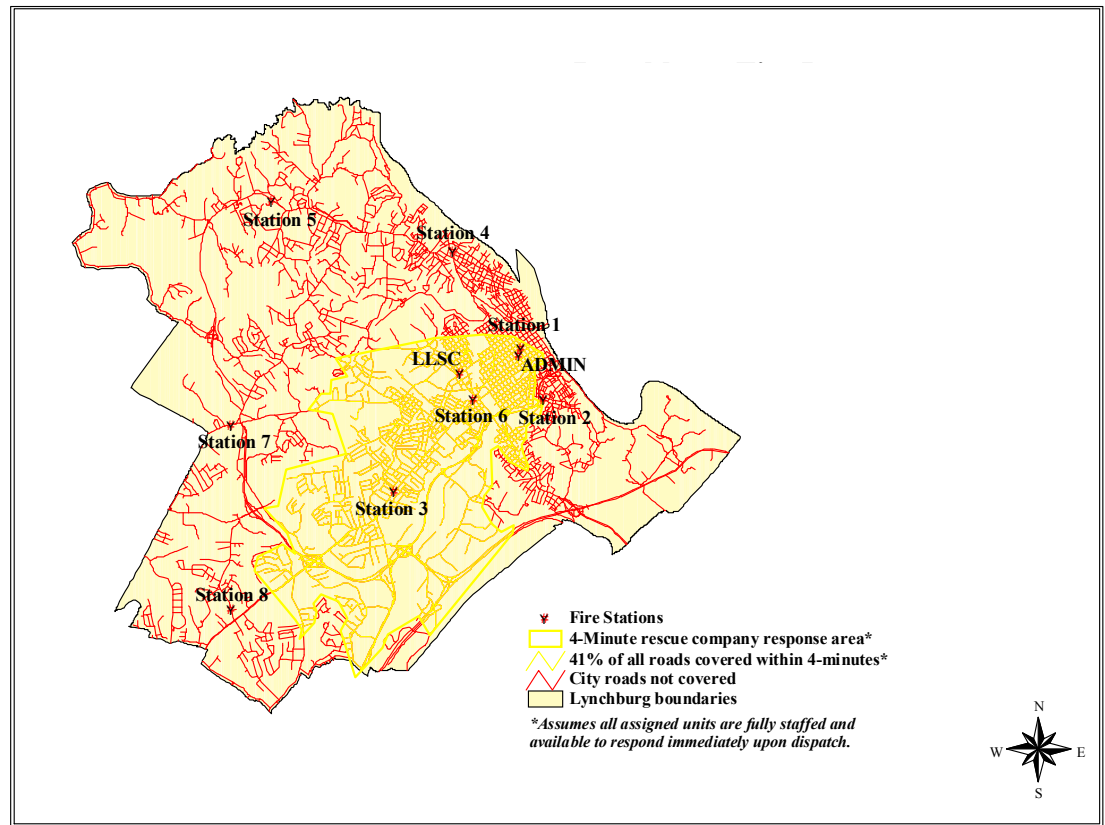 Station 5
Station 4
Station 1
LLSC
ADMIN
Station 6
Station 2
Station 7
Station 3
Station 8
Fire Stations
4-Minute rescue company response area*
41% of all roads covered within 4-minutes*
City roads not covered
Lynchburg boundaries
*Assumes all assigned units are fully staffed and
available to respond immediately upon dispatch.
N
W E
S